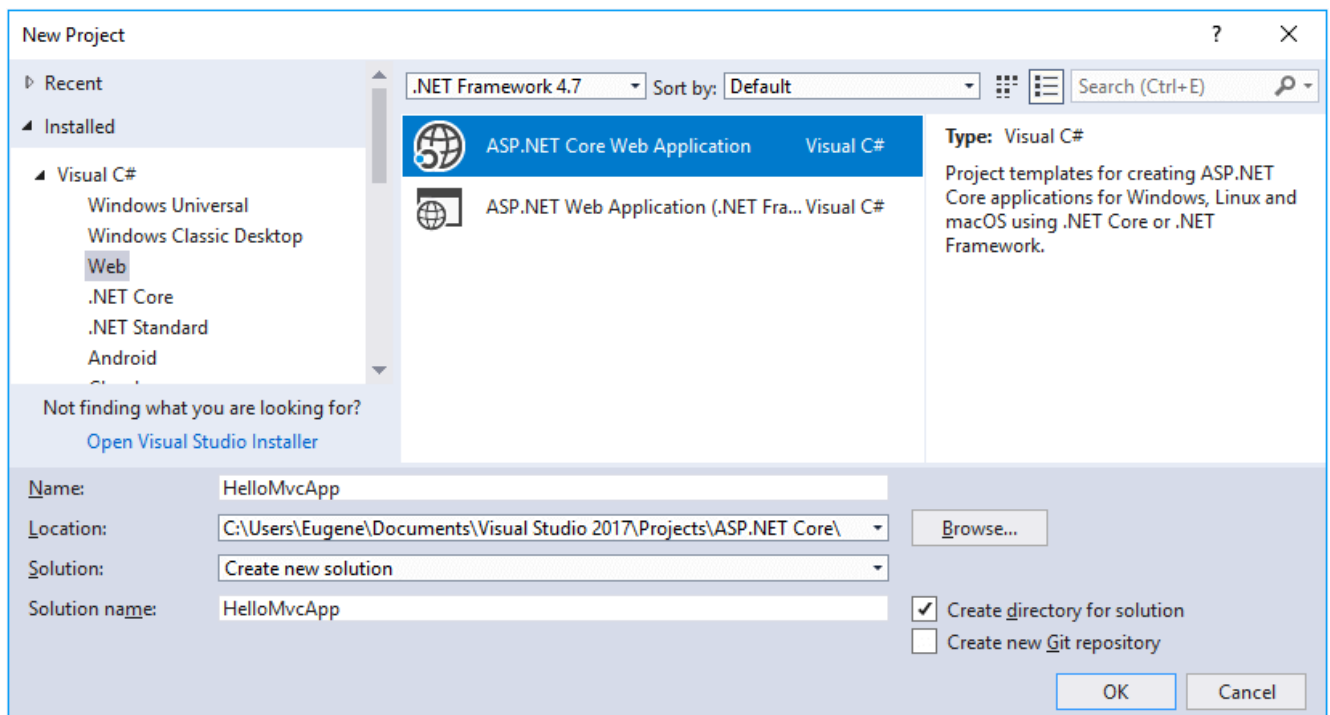 New Project
Recent
Installed
Visual C#
Windows Universal
Windows Classic Desktop
Web
.NET Core
.NET Standard
Android
Not finding what you are looking for?
Open Visual Studio Installer
.NET Framework 4.7 Sort by: Default Search (Ctrl+E)
ASP.NET Core Web Application Visual C#
ASP.NET Web Application (.NET Fra... Visual C#
Type: Visual C#
Project templates for creating ASP.NET
Core applications for Windows, Linux and
macOS using .NET Core or .NET
Framework.
Name: HelloMvcApp
Location: C:\Users\Eugene\Documents\Visual Studio 2017\Projects\ASP.NET Core\ Browse...
Solution: Create new solution
Solution name: HelloMvcApp
Create directory for solution
Create new Git repository
OK Cancel